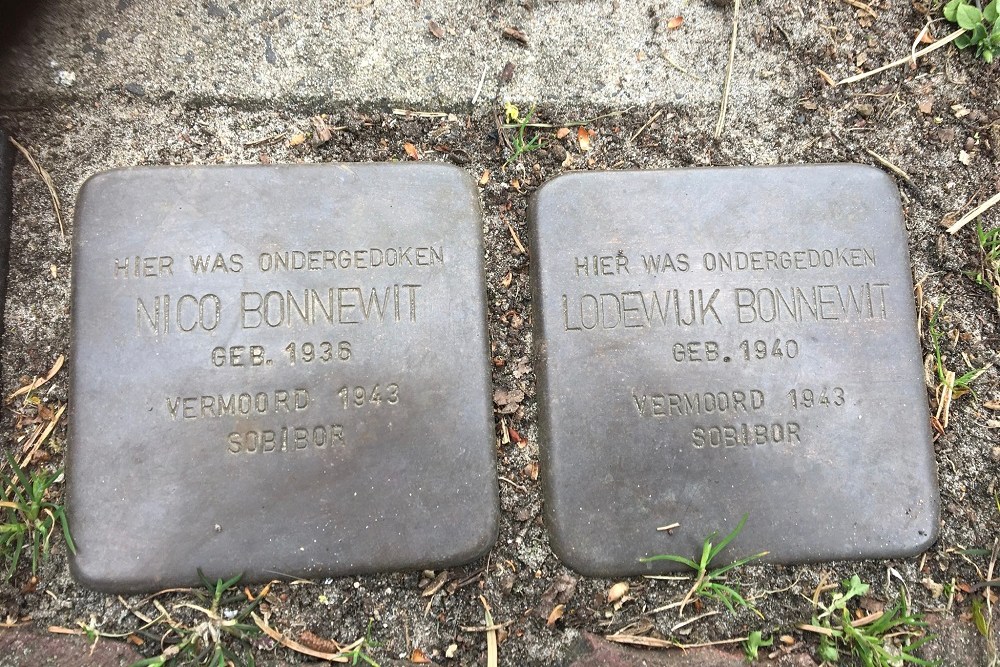 HIER WAS ONDERGEDOKEN
NICO BONNEWIT
GEB. 1936
VERMOORD 1943
SOBIBOR
HIER WAS ONDERGEDOKEN
LODEWIJK BONNEWIT
GEB. 1940
VERMOORD 1943
SOBIBOR